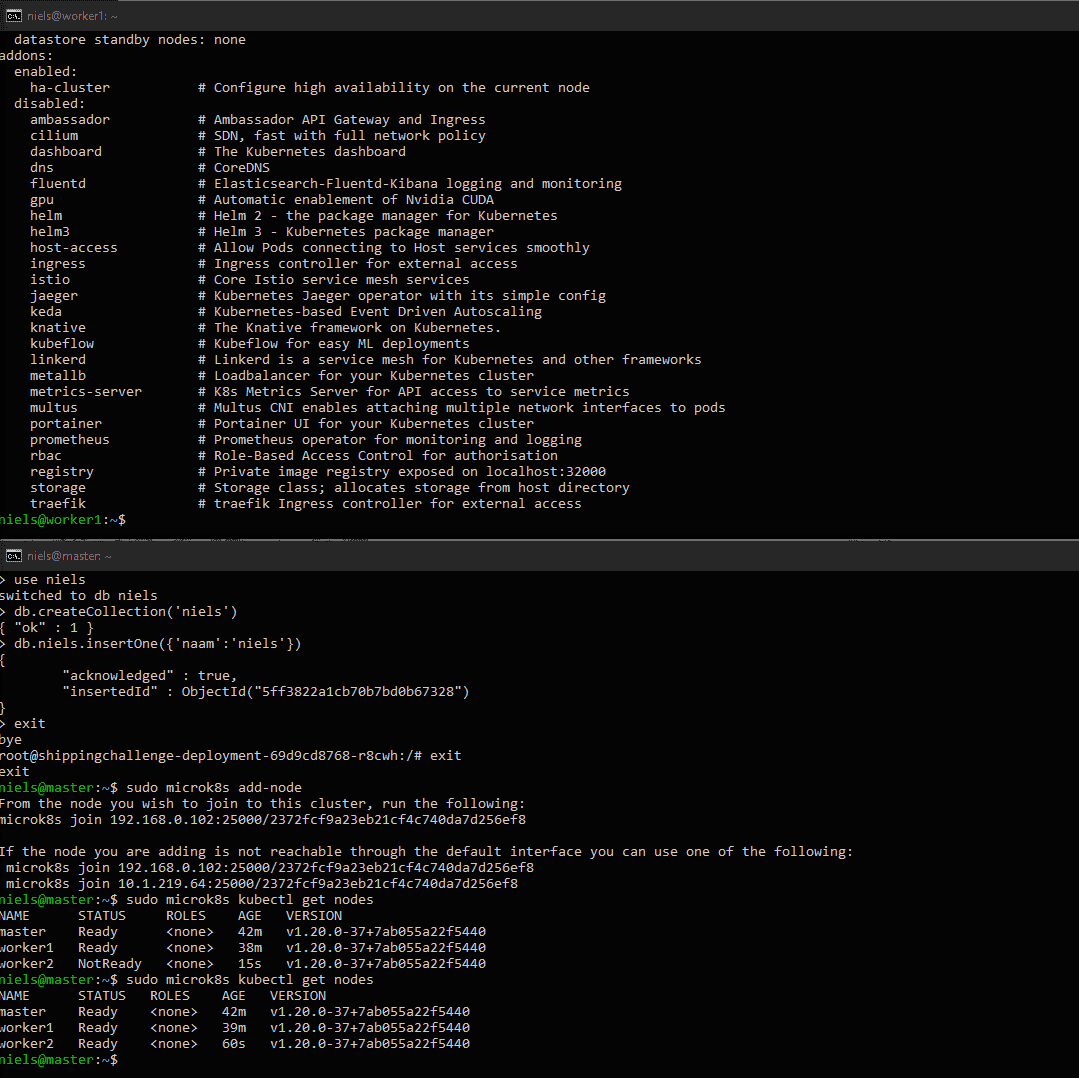 niels@worker1: ~
datastore standby nodes: none
addons:
enabled:
ha-cluster # Configure high availability on the current node
disabled:
ambassador # Ambassador API Gateway and Ingress
cilium # SDN, fast with full network policy
dashboard # The Kubernetes dashboard
dns # CoreDNS
fluentd # Elasticsearch-Fluentd-Kibana logging and monitoring
gpu # Automatic enablement of Nvidia CUDA
helm # Helm 2 - the package manager for Kubernetes
helm3 # Helm 3 - Kubernetes package manager
host-access # Allow Pods connecting to Host services smoothly
ingress # Ingress controller for external access
istio # Core Istio service mesh services
jaeger # Kubernetes Jaeger operator with its simple config
keda # Kubernetes-based Event Driven Autoscaling
knative # The Knative framework on Kubernetes.
kubeflow # Kubeflow for easy ML deployments
linkerd # Linkerd is a service mesh for Kubernetes and other frameworks
metallb # Loadbalancer for your Kubernetes cluster
metrics-server # K8s Metrics Server for API access to service metrics
multus # Multus CNI enables attaching multiple network interfaces to pods
portainer # Portainer UI for your Kubernetes cluster
prometheus # Prometheus operator for monitoring and logging
rbac # Role-Based Access Control for authorisation
registry # Private image registry exposed on localhost:32000
storage # Storage class; allocates storage from host directory
traefik # traefik Ingress controller for external access
niels@worker1:~$
niels@master: ~
> use niels
switched to db niels
> db.createCollection('niels')
{ "ok" : 1 }
> db.niels.insertOne({'naam':'niels'})
{
"acknowledged" : true,
"insertedId" : ObjectId("5ff3822a1cb70b7bd0b67328")
}
> exit
bye
root@shippingchallenge-deployment-69d9cd8768-r8cwh:/# exit
exit
niels@master:~$ sudo microk8s add-node
From the node you wish to join to this cluster, run the following:
microk8s join 192.168.0.102:25000/2372fcf9a23eb21cf4c740da7d256ef8
If the node you are adding is not reachable through the default interface you can use one of the following:
microk8s join 192.168.0.102:25000/2372fcf9a23eb21cf4c740da7d256ef8
microk8s join 10.1.219.64:25000/2372fcf9a23eb21cf4c740da7d256ef8
niels@master:~$ sudo microk8s kubectl get nodes
NAME STATUS ROLES AGE VERSION
master Ready <none> 42m v1.20.0-37+7ab055a22f5440
worker1 Ready <none> 38m v1.20.0-37+7ab055a22f5440
worker2 NotReady <none> 15s v1.20.0-37+7ab055a22f5440
niels@master:~$ sudo microk8s kubectl get nodes
NAME STATUS ROLES AGE VERSION
master Ready <none> 42m v1.20.0-37+7ab055a22f5440
worker1 Ready <none> 39m v1.20.0-37+7ab055a22f5440
worker2 Ready <none> 60s v1.20.0-37+7ab055a22f5440
niels@master:~$